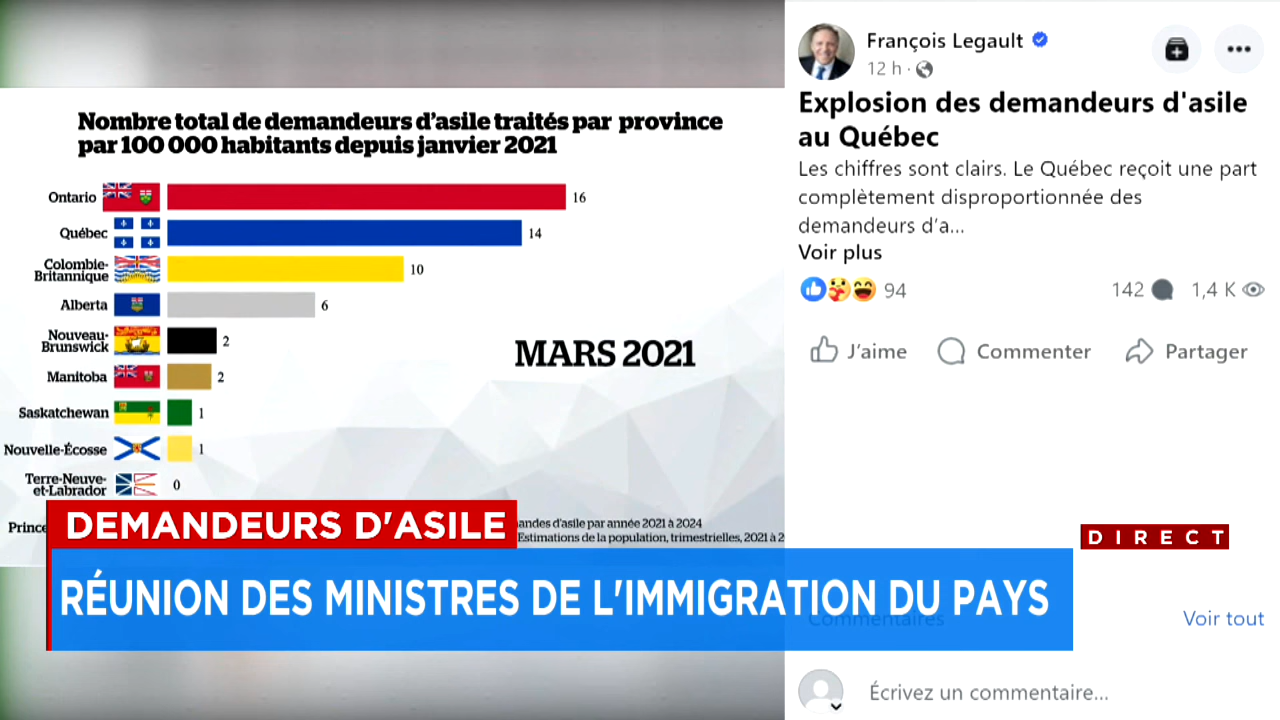 Nombre total de demandeurs d'asile traités par province
par 100 000 habitants depuis janvier 2021
Ontario 16
Québec 14
Colombie-
Britannique 10
Alberta 6
Nouveau-
Brunswick 2
Manitoba 2
Saskatchewan 1
Nouvelle-Écosse 1
Terre-Neuve-
et-Labrador 0
MARS 2021
Prince
andes d'asile par année 2021 à 2024
Estimations de la population, trimestrielles, 2021 à 2
DEMANDEURS D'ASILE
RÉUNION DES MINISTRES DE L'IMMIGRATION DU PAYS
François Legault
12 h ·
Explosion des demandeurs d'asile
au Québec
Les chiffres sont clairs. Le Québec reçoit une part
complètement disproportionnée des
demandeurs d'a...
Voir plus
94
142
1,4 K
J'aime
Commenter
Partager
DIRECT
Commentaires
Voir tout
Écrivez un commentaire...